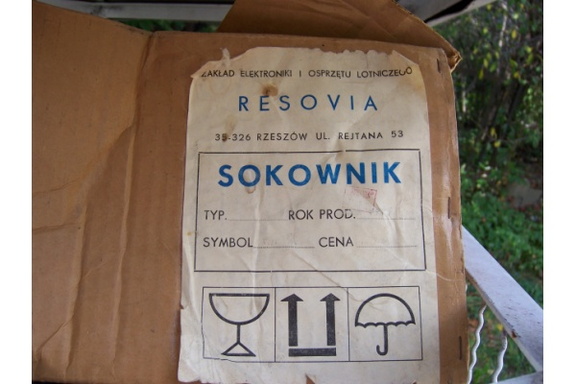 ZAKŁAD ELEKTRONIKI I OSPRZĘTU LOTNICZEGO
RESOVIA
35-326 RZESZÓW UL. REJTANA 53
SOKOWNIK
TYP. ROK PROD.
SYMBOL CENA